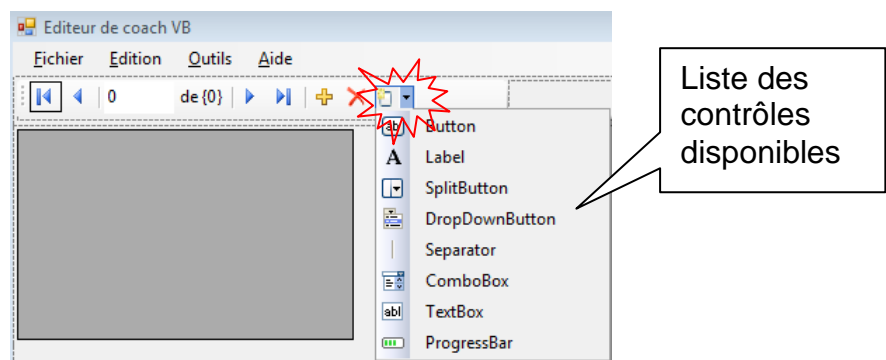 Editeur de coach VB
Fichier Edition Outils Aide
0 de {0}
Button
A Label
SplitButton
DropDownButton
Separator
ComboBox
abl TextBox
ProgressBar
Liste des
contrôles
disponibles